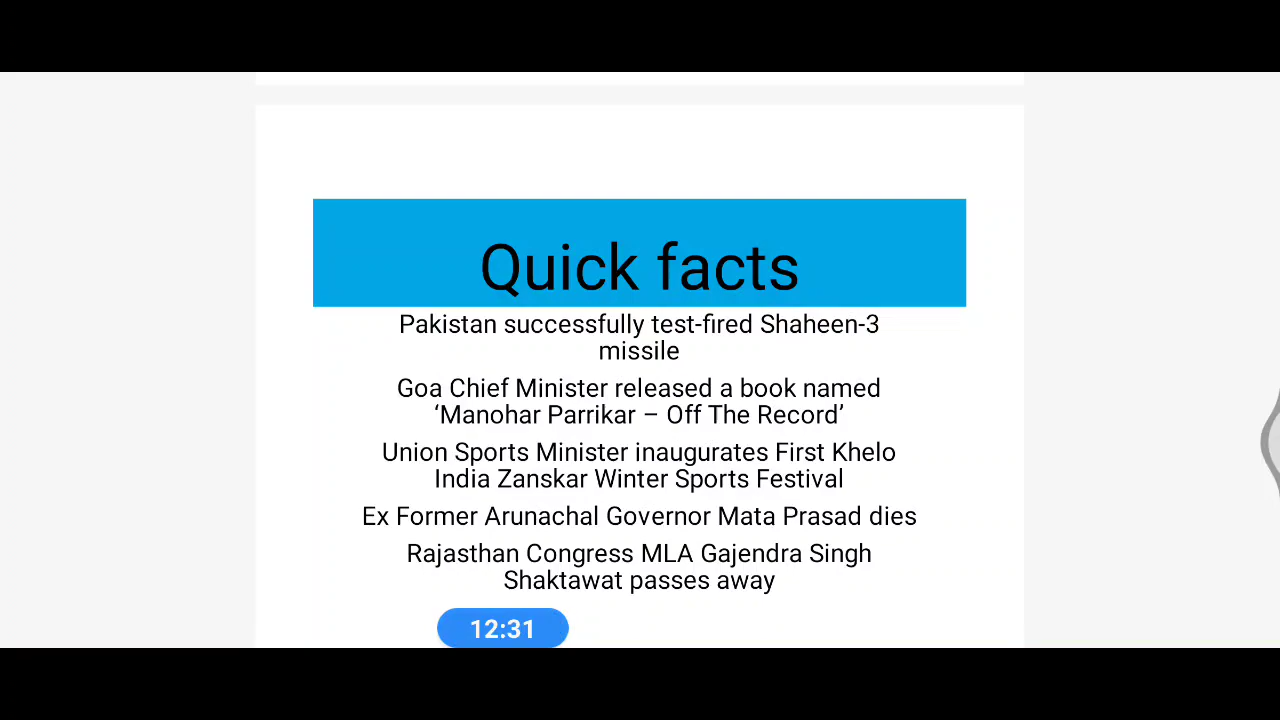 Quick facts
Pakistan successfully test-fired Shaheen-3
missile
Goa Chief Minister released a book named
‘Manohar Parrikar – Off The Record’
Union Sports Minister inaugurates First Khelo
India Zanskar Winter Sports Festival
Ex Former Arunachal Governor Mata Prasad dies
Rajasthan Congress MLA Gajendra Singh
Shaktawat passes away
12:31